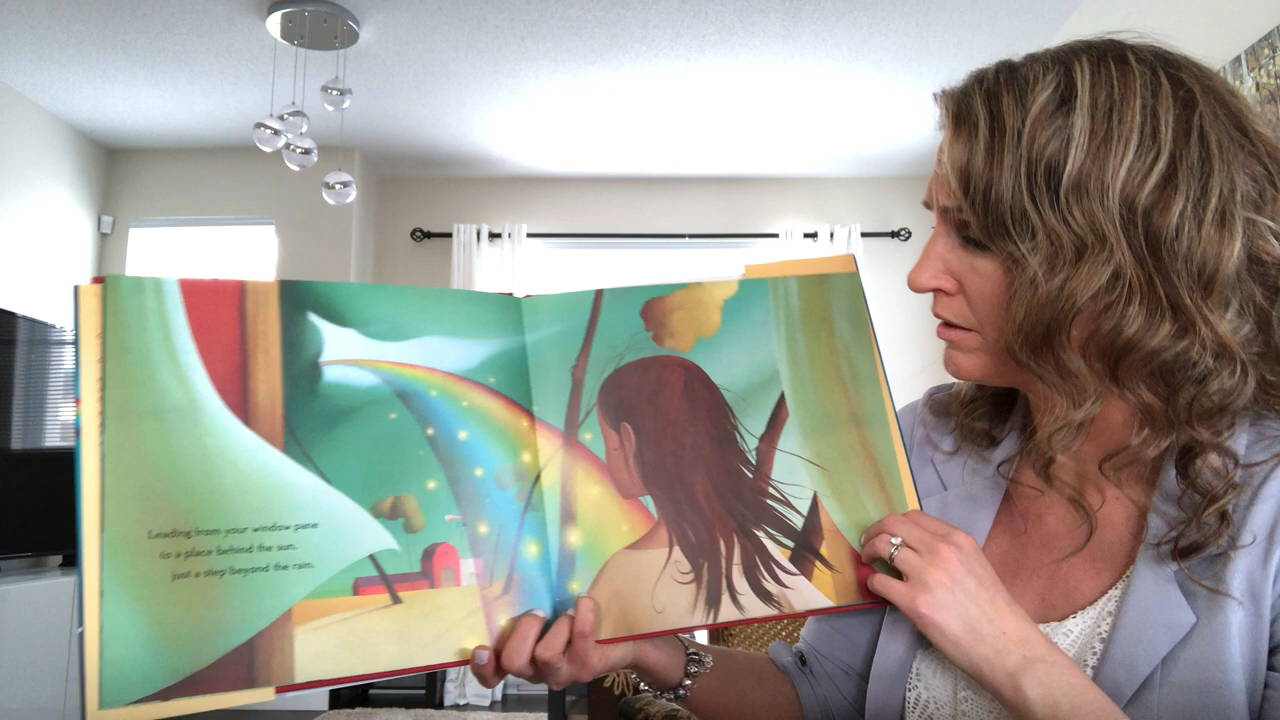 Leading from your window pane
to a place behind the sun,
just a step beyond the rain.